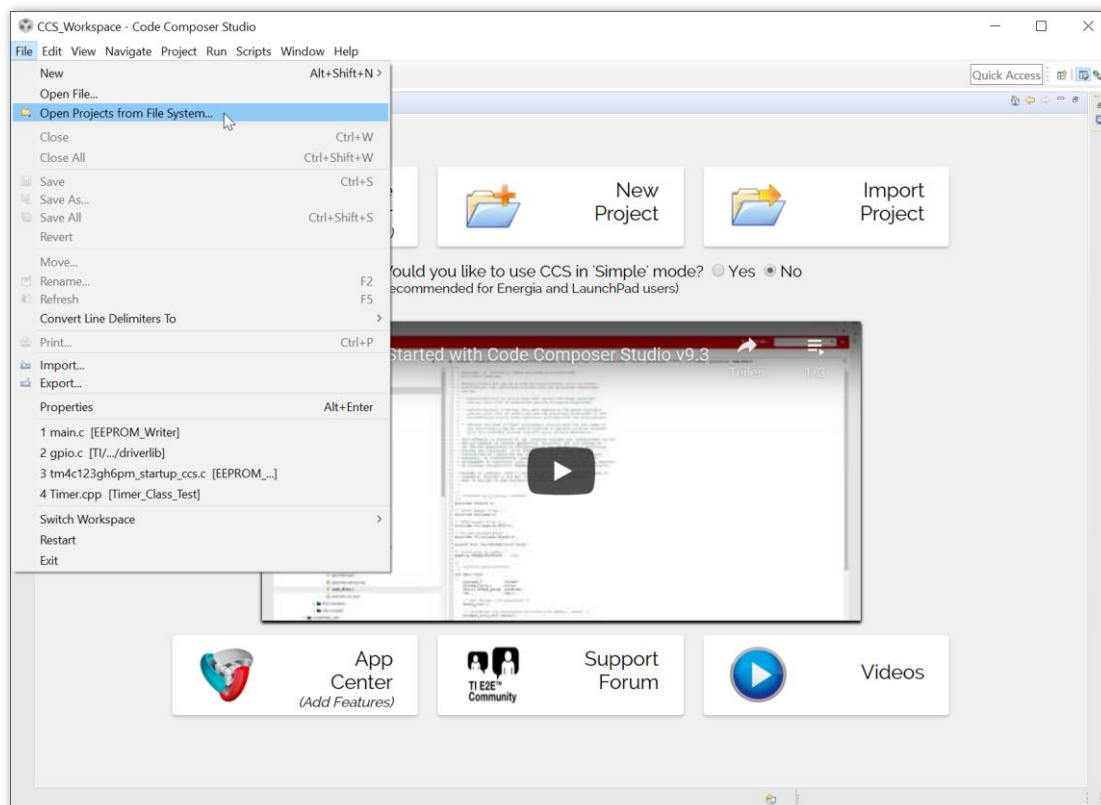 CCS_Workspace - Code Composer Studio
File Edit View Navigate Project Run Scripts Window Help
New Alt+Shift+N >
Open File...
Open Projects from File System...
Close Ctrl+W
Close All Ctrl+Shift+W
Save Ctrl+S
Save As...
Save All Ctrl+Shift+S
Revert
Move...
Rename... F2
Refresh F5
Convert Line Delimiters To >
Print... Ctrl+P
Import...
Export...
Properties Alt+Enter
1 main.c [EEPROM_Writer]
2 gpio.c [TI/.../driverlib]
3 tm4c123gh6pm_startup_ccs.c [EEPROM_...]
4 Timer.cpp [Timer_Class_Test]
Switch Workspace >
Restart
Exit
Quick Access
New
Project
Import
Project
ould you like to use CCS in 'Simple' mode? Yes No
ecommended for Energia and LaunchPad users)
Started with Code Composer Studio v9.3
Teilen 1/3
App
Center
(Add Features)
TI E2E™
Community
Support
Forum
Videos